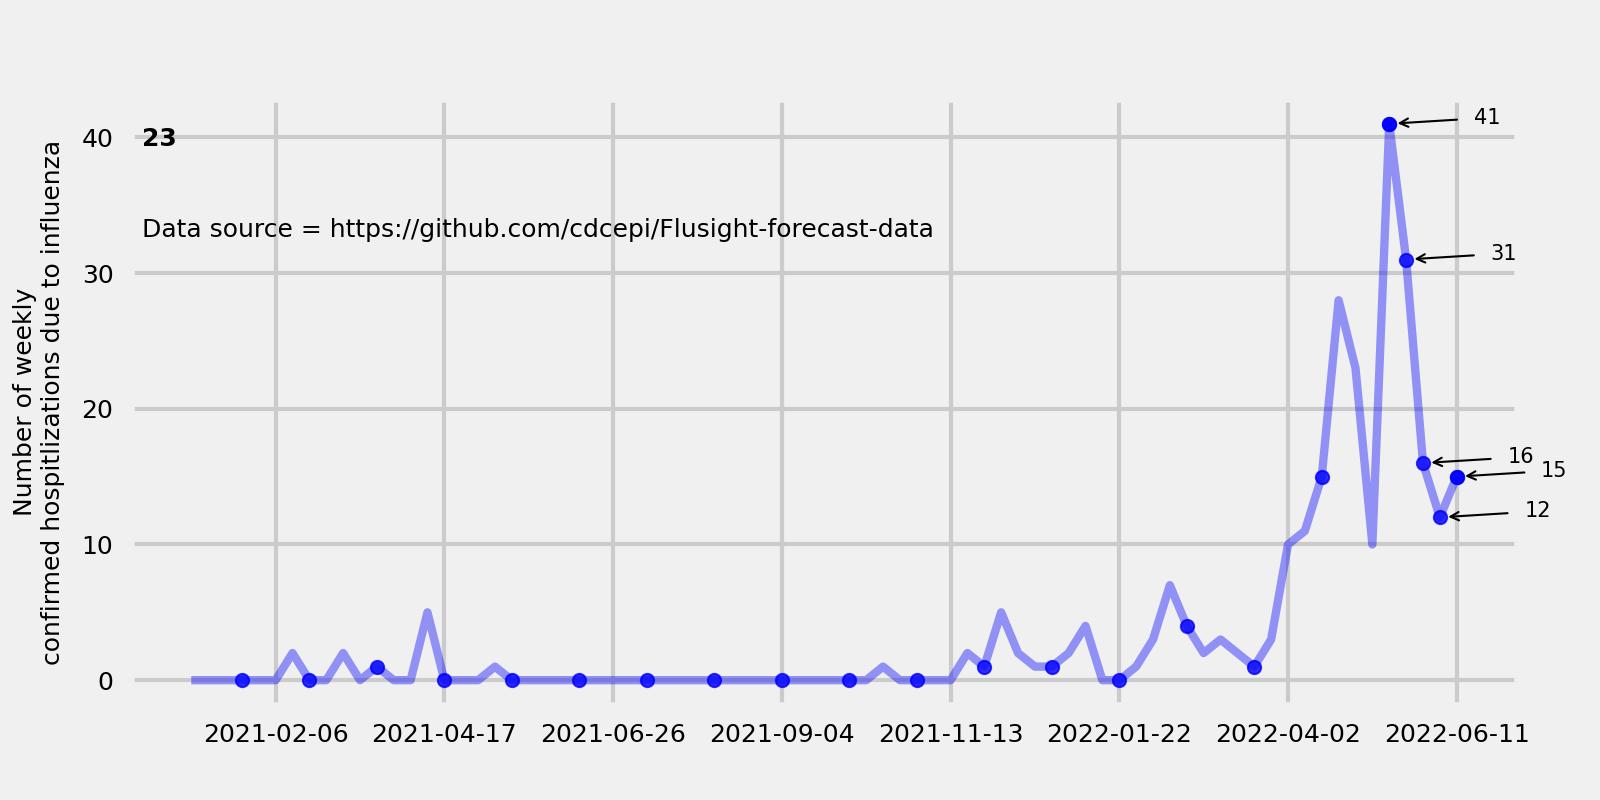 23
Data source = https://github.com/cdcepi/Flusight-forecast-data
Number of weekly
confirmed hospitlizations due to influenza
40
30
20
10
0
41
31
16
15
12
2021-02-06 2021-04-17 2021-06-26 2021-09-04 2021-11-13 2022-01-22 2022-04-02 2022-06-11